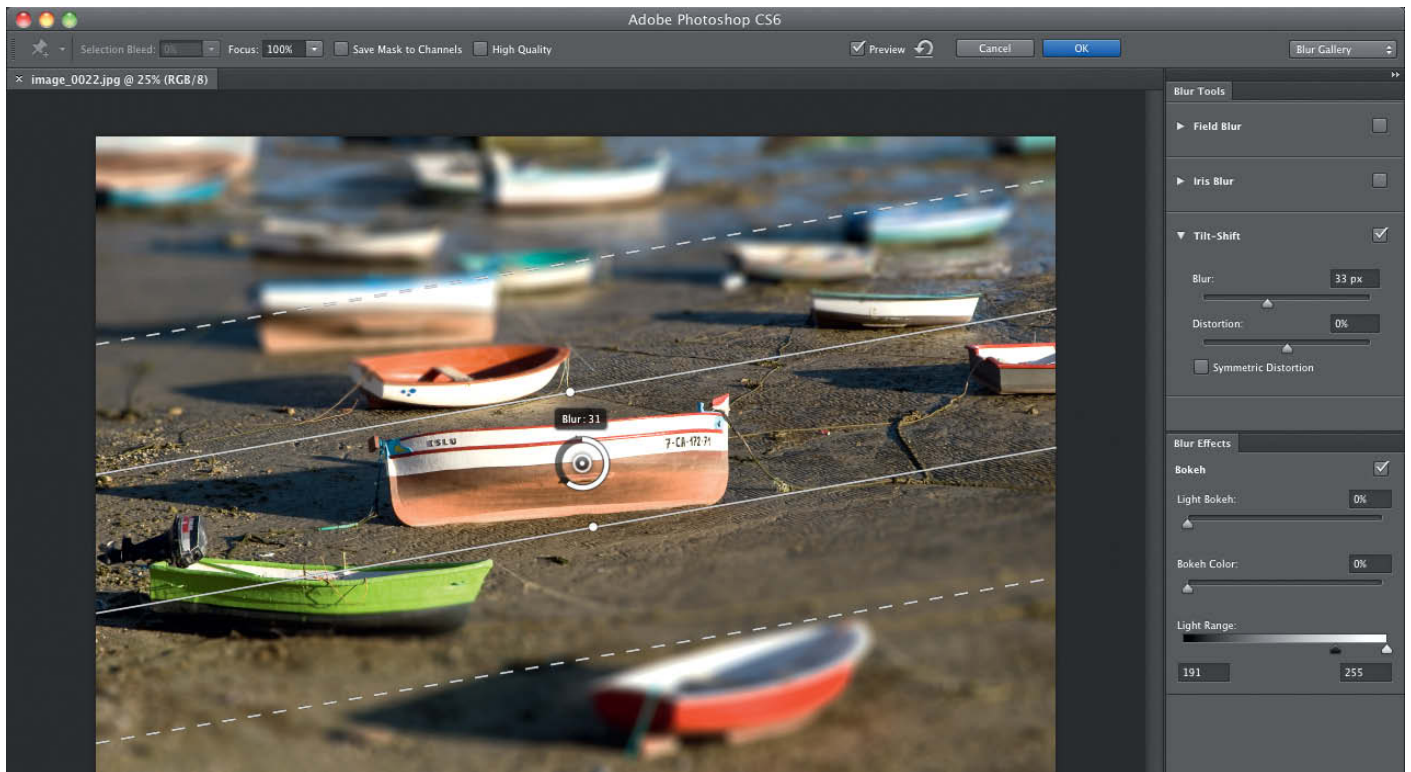 Adobe Photoshop CS6
Selection Bleed: 0% Focus: 100% Save Mask to Channels High Quality Preview Cancel OK Blur Gallery
× image_0022.jpg @ 25% (RGB/8)
Blur Tools
Field Blur
Iris Blur
Tilt-Shift
Blur: 33 px
Distortion: 0%
Symmetric Distortion
Blur: 31
7-CA-172-71
Blur Effects
Bokeh
Light Bokeh: 0%
Bokeh Color: 0%
Light Range:
191 255